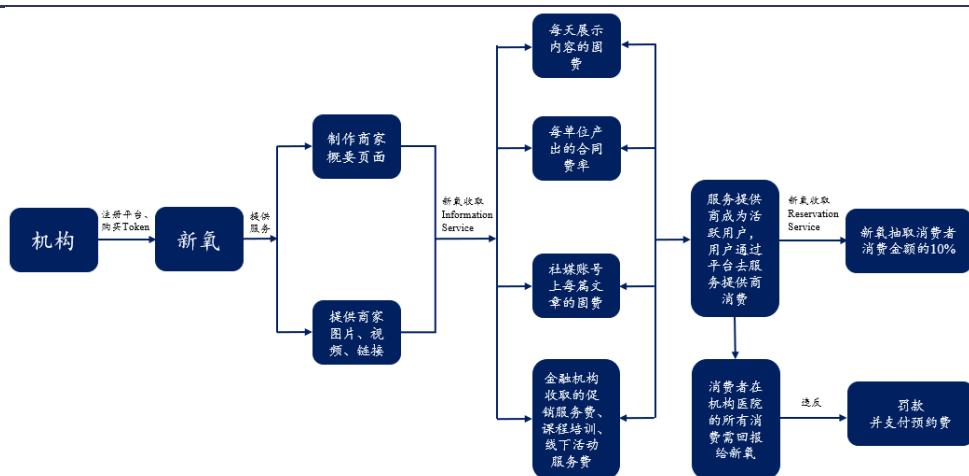 机构
注册平台、
购买Token
新氧
提供
服务
制作商家
概要页面
提供商家
图片、视
频、链接
新氧收取
Information
Service
每天展示
内容的固
费
每单位产
出的合同
费率
社媒账号
上每篇文
章的固费
金融机构
收取的促
销服务费、
课程培训、
线下活动
服务费
服务提供
商成为活
跃用户，
用户通过
平台去服
务提供商
消费
新氧收取
Reservation
Service
新氧抽取消费者
消费金额的10%
消费者在
机构医院
的所有消
费需回报
给新氧
违反
罚款
并支付预约费